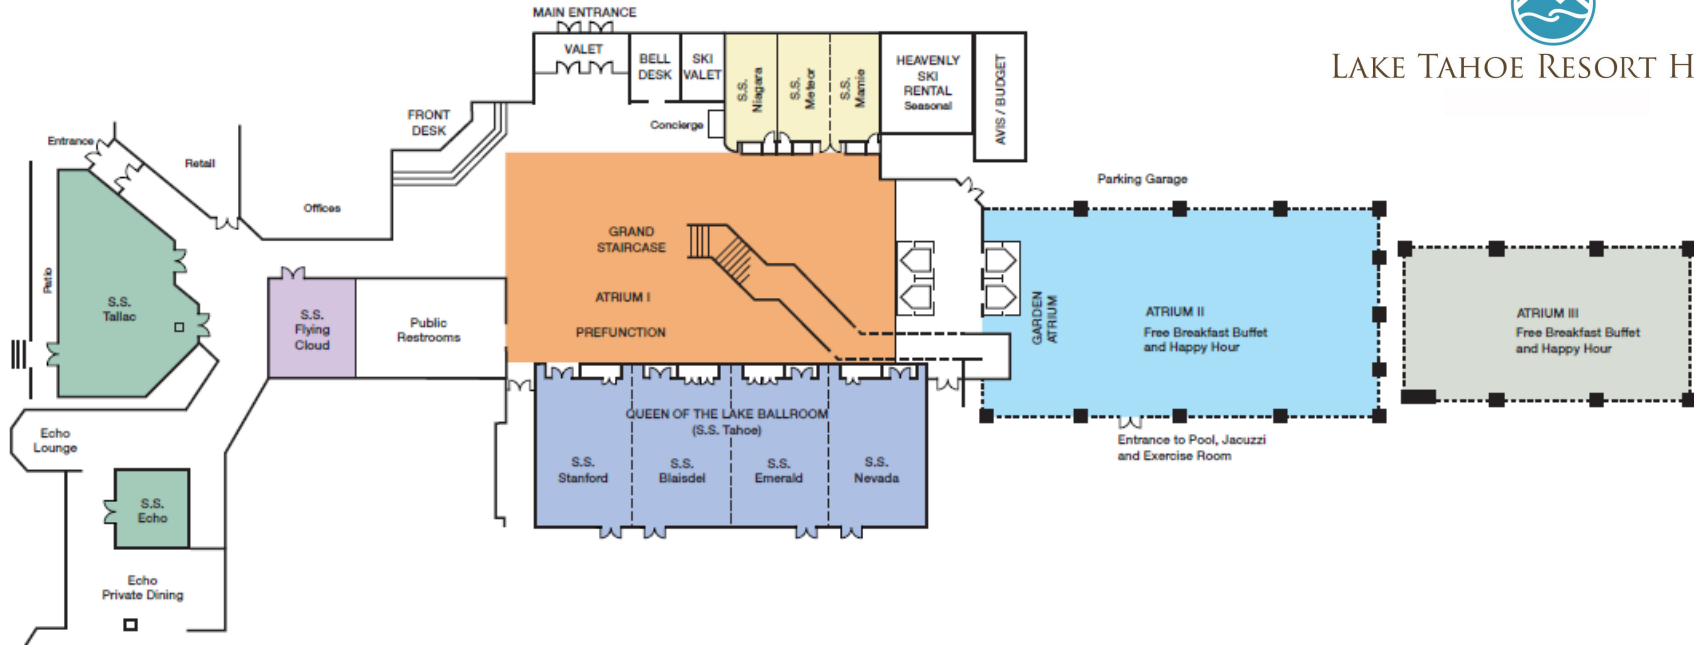 MAIN ENTRANCE
VALET
BELL
DESK
SKI
VALET
S.S.
Niagara
S.S.
Meteor
S.S.
Mamie
HEAVENLY
SKI
RENTAL
Seasonal
AVIS / BUDGET
LAKE TAHOE RESORT H
FRONT
DESK
Concierge
Entrance
Retail
Offices
Parking Garage
GRAND
STAIRCASE
ATRIUM I
PREFUNCTION
Patio
S.S.
Tallac
S.S.
Flying
Cloud
Public
Restrooms
GARDEN
ATRIUM
ATRIUM II
Free Breakfast Buffet
and Happy Hour
ATRIUM III
Free Breakfast Buffet
and Happy Hour
QUEEN OF THE LAKE BALLROOM
(S.S. Tahoe)
S.S.
Stanford
S.S.
Blaisdel
S.S.
Emerald
S.S.
Nevada
Entrance to Pool, Jacuzzi
and Exercise Room
Echo
Lounge
S.S.
Echo
Echo
Private Dining